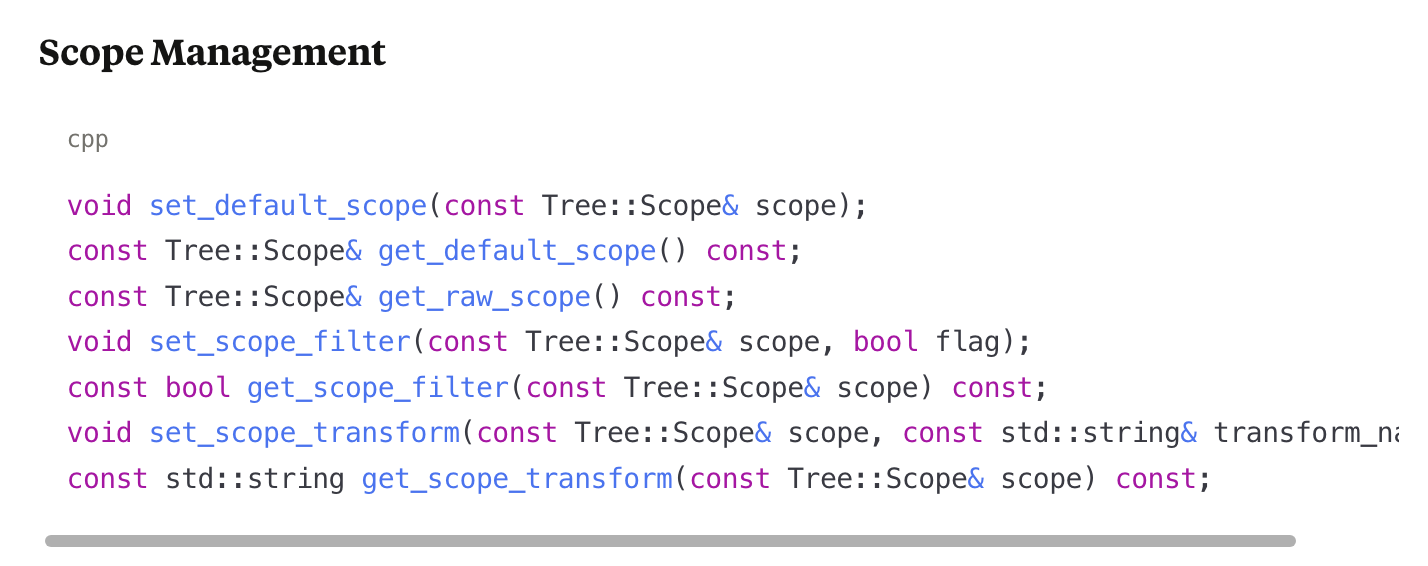 Scope Management
cpp
void set_default_scope(const Tree::Scope& scope);
const Tree::Scope& get_default_scope() const;
const Tree::Scope& get_raw_scope() const;
void set_scope_filter(const Tree::Scope& scope, bool flag);
const bool get_scope_filter(const Tree::Scope& scope) const;
void set_scope_transform(const Tree::Scope& scope, const std::string& transform_na
const std::string get_scope_transform(const Tree::Scope& scope) const;